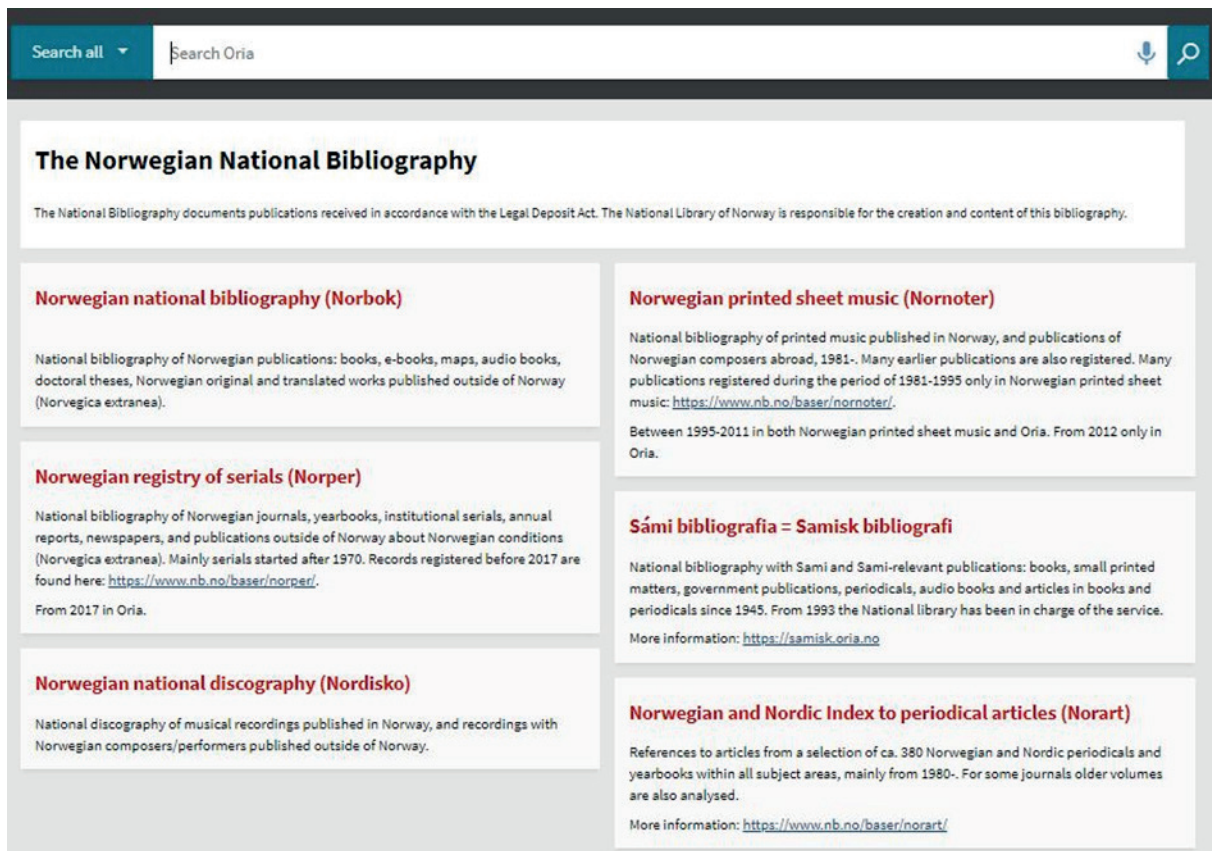 Search all
Search Oria
The Norwegian National Bibliography
The National Bibliography documents publications received in accordance with the Legal Deposit Act. The National Library of Norway is responsible for the creation and content of this bibliography.
Norwegian national bibliography (Norbok)
National bibliography of Norwegian publications: books, e-books, maps, audio books,
doctoral theses, Norwegian original and translated works published outside of Norway
(Norvegica extranea).
Norwegian registry of serials (Norper)
National bibliography of Norwegian journals, yearbooks, institutional serials, annual
reports, newspapers, and publications outside of Norway about Norwegian conditions
(Norvegica extranea). Mainly serials started after 1970. Records registered before 2017 are
found here: https://www.nb.no/baser/norper/.
From 2017 in Oria.
Norwegian national discography (Nordisko)
National discography of musical recordings published in Norway, and recordings with
Norwegian composers/performers published outside of Norway.
Norwegian printed sheet music (Nornoter)
National bibliography of printed music published in Norway, and publications of
Norwegian composers abroad, 1981-. Many earlier publications are also registered. Many
publications registered during the period of 1981-1995 only in Norwegian printed sheet
music: https://www.nb.no/baser/nornoter/.
Between 1995-2011 in both Norwegian printed sheet music and Oria. From 2012 only in
Oria.
Sámi bibliografia = Samisk bibliografi
National bibliography with Sami and Sami-relevant publications: books, small printed
matters, government publications, periodicals, audio books and articles in books and
periodicals since 1945. From 1993 the National library has been in charge of the service.
More information: https://samisk.oria.no
Norwegian and Nordic Index to periodical articles (Norart)
References to articles from a selection of ca. 380 Norwegian and Nordic periodicals and
yearbooks within all subject areas, mainly from 1980-. For some journals older volumes
are also analysed.
More information: https://www.nb.no/baser/norart/